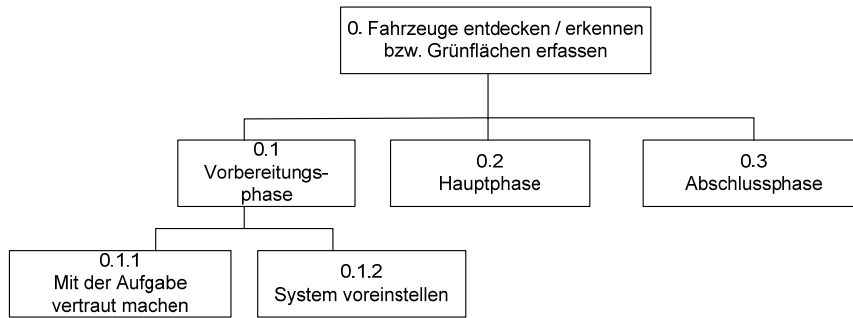 0. Fahrzeuge entdecken / erkennen
bzw. Grünflächen erfassen
0.1
Vorbereitungs-
phase
0.2
Hauptphase
0.3
Abschlussphase
0.1.1
Mit der Aufgabe
vertraut machen
0.1.2
System voreinstellen